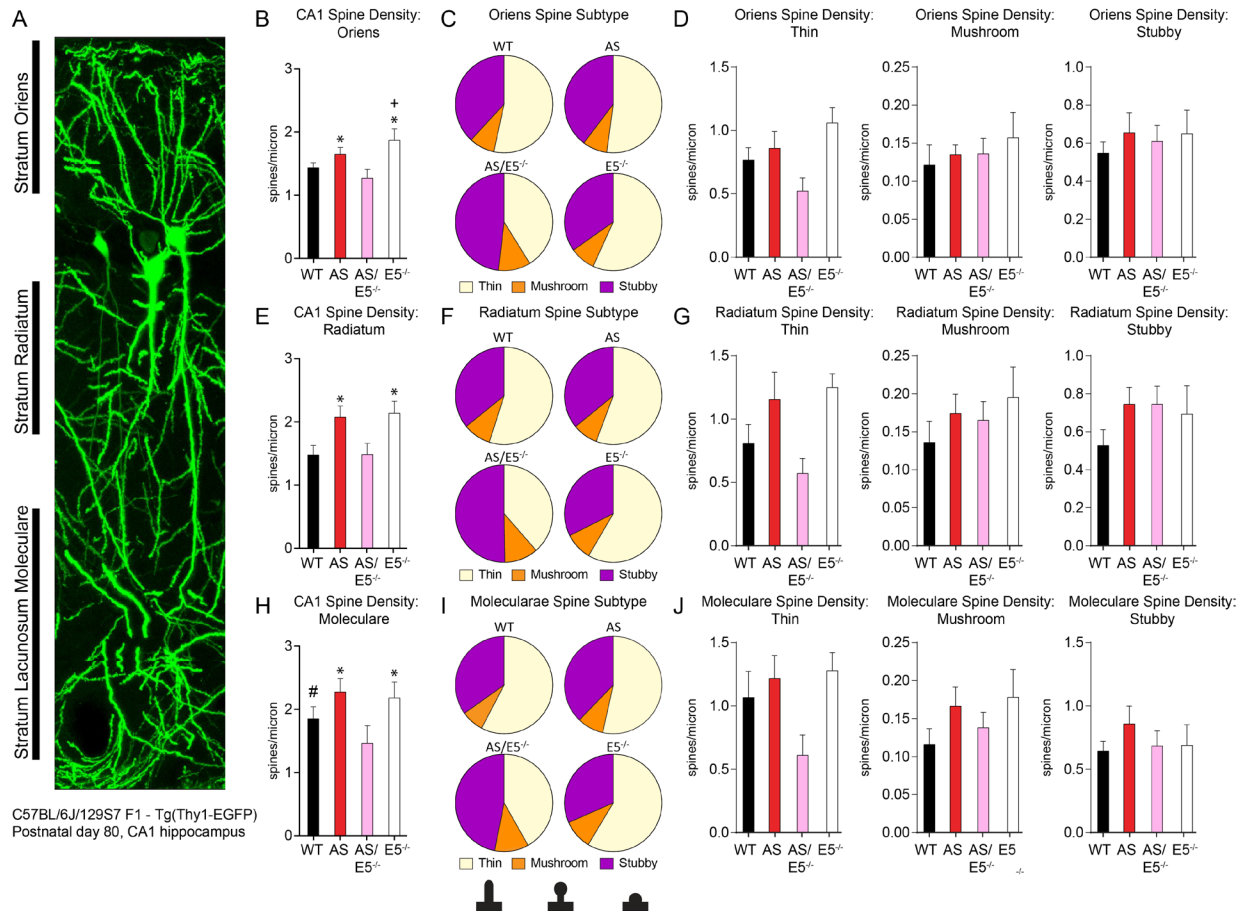 A
Stratum Oriens
Stratum Radiatum
Stratum Lacunosum Moleculare
C57BL/6J/129S7 F1 - Tg(Thy1-EGFP)
Postnatal day 80, CA1 hippocampus
B
CA1 Spine Density:
Oriens
spines/micron
3
2
1
0
*
+
*
WT
AS
AS/
E5-/-
E5-/-
C
Oriens Spine Subtype
WT
AS
AS/E5-/-
E5-/-
Thin
Mushroom
Stubby
D
Oriens Spine Density:
Thin
spines/micron
1.5
1.0
0.5
0.0
WT
AS
AS/
E5-/-
E5-/-
Oriens Spine Density:
Mushroom
spines/micron
0.25
0.20
0.15
0.10
0.05
0.00
WT
AS
AS/
E5-/-
E5-/-
Oriens Spine Density:
Stubby
spines/micron
1.0
0.8
0.6
0.4
0.2
0.0
WT
AS
AS/
E5-/-
E5-/-
E
CA1 Spine Density:
Radiatum
spines/micron
3
2
1
0
*
*
WT
AS
AS/
E5-/-
E5-/-
F
Radiatum Spine Subtype
WT
AS
AS/E5-/-
E5-/-
Thin
Mushroom
Stubby
G
Radiatum Spine Density:
Thin
spines/micron
1.5
1.0
0.5
0.0
WT
AS
AS/
E5-/-
E5-/-
Radiatum Spine Density:
Mushroom
spines/micron
0.25
0.20
0.15
0.10
0.05
0.00
WT
AS
AS/
E5-/-
E5-/-
Radiatum Spine Density:
Stubby
spines/micron
1.0
0.8
0.6
0.4
0.2
0.0
WT
AS
AS/
E5-/-
E5-/-
H
CA1 Spine Density:
Moleculare
spines/micron
3
2
1
0
#
*
*
WT
AS
AS/
E5-/-
E5-/-
I
Molecularae Spine Subtype
WT
AS
AS/E5-/-
E5-/-
Thin
Mushroom
Stubby
J
Moleculare Spine Density:
Thin
spines/micron
1.5
1.0
0.5
0.0
WT
AS
AS/
E5-/-
E5
-/-
Moleculare Spine Density:
Mushroom
spines/micron
0.25
0.20
0.15
0.10
0.05
0.00
WT
AS
AS/
E5-/-
E5
-/-
Moleculare Spine Density:
Stubby
spines/micron
1.5
1.0
0.5
0.0
WT
AS
AS/
E5-/-
E5-/-